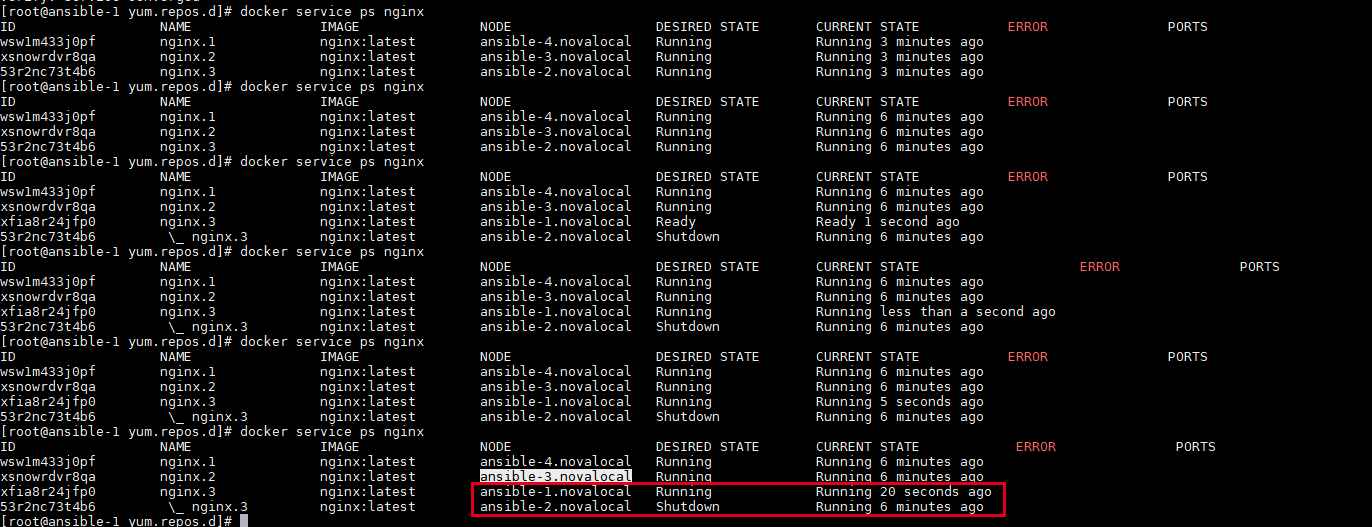 [root@ansible-1 yum.repos.d]# docker service ps nginx
ID NAME IMAGE NODE DESIRED STATE CURRENT STATE ERROR PORTS
wsw1m433j0pf nginx.1 nginx:latest ansible-4.novalocal Running Running 3 minutes ago
xsnowrdvr8qa nginx.2 nginx:latest ansible-3.novalocal Running Running 3 minutes ago
53r2nc73t4b6 nginx.3 nginx:latest ansible-2.novalocal Running Running 3 minutes ago
[root@ansible-1 yum.repos.d]# docker service ps nginx
ID NAME IMAGE NODE DESIRED STATE CURRENT STATE ERROR PORTS
wsw1m433j0pf nginx.1 nginx:latest ansible-4.novalocal Running Running 6 minutes ago
xsnowrdvr8qa nginx.2 nginx:latest ansible-3.novalocal Running Running 6 minutes ago
53r2nc73t4b6 nginx.3 nginx:latest ansible-2.novalocal Running Running 6 minutes ago
[root@ansible-1 yum.repos.d]# docker service ps nginx
ID NAME IMAGE NODE DESIRED STATE CURRENT STATE ERROR PORTS
wsw1m433j0pf nginx.1 nginx:latest ansible-4.novalocal Running Running 6 minutes ago
xsnowrdvr8qa nginx.2 nginx:latest ansible-3.novalocal Running Running 6 minutes ago
xfia8r24jfp0 nginx.3 nginx:latest ansible-1.novalocal Ready Ready 1 second ago
53r2nc73t4b6 \_ nginx.3 nginx:latest ansible-2.novalocal Shutdown Running 6 minutes ago
[root@ansible-1 yum.repos.d]# docker service ps nginx
ID NAME IMAGE NODE DESIRED STATE CURRENT STATE ERROR PORTS
wsw1m433j0pf nginx.1 nginx:latest ansible-4.novalocal Running Running 6 minutes ago
xsnowrdvr8qa nginx.2 nginx:latest ansible-3.novalocal Running Running 6 minutes ago
xfia8r24jfp0 nginx.3 nginx:latest ansible-1.novalocal Running Running less than a second ago
53r2nc73t4b6 \_ nginx.3 nginx:latest ansible-2.novalocal Shutdown Running 6 minutes ago
[root@ansible-1 yum.repos.d]# docker service ps nginx
ID NAME IMAGE NODE DESIRED STATE CURRENT STATE ERROR PORTS
wsw1m433j0pf nginx.1 nginx:latest ansible-4.novalocal Running Running 6 minutes ago
xsnowrdvr8qa nginx.2 nginx:latest ansible-3.novalocal Running Running 6 minutes ago
xfia8r24jfp0 nginx.3 nginx:latest ansible-1.novalocal Running Running 5 seconds ago
53r2nc73t4b6 \_ nginx.3 nginx:latest ansible-2.novalocal Shutdown Running 6 minutes ago
[root@ansible-1 yum.repos.d]# docker service ps nginx
ID NAME IMAGE NODE DESIRED STATE CURRENT STATE ERROR PORTS
wsw1m433j0pf nginx.1 nginx:latest ansible-4.novalocal Running Running 6 minutes ago
xsnowrdvr8qa nginx.2 nginx:latest ansible-3.novalocal Running Running 6 minutes ago
xfia8r24jfp0 nginx.3 nginx:latest ansible-1.novalocal Running Running 20 seconds ago
53r2nc73t4b6 \_ nginx.3 nginx:latest ansible-2.novalocal Shutdown Running 6 minutes ago
[root@ansible-1 yum.repos.d]#